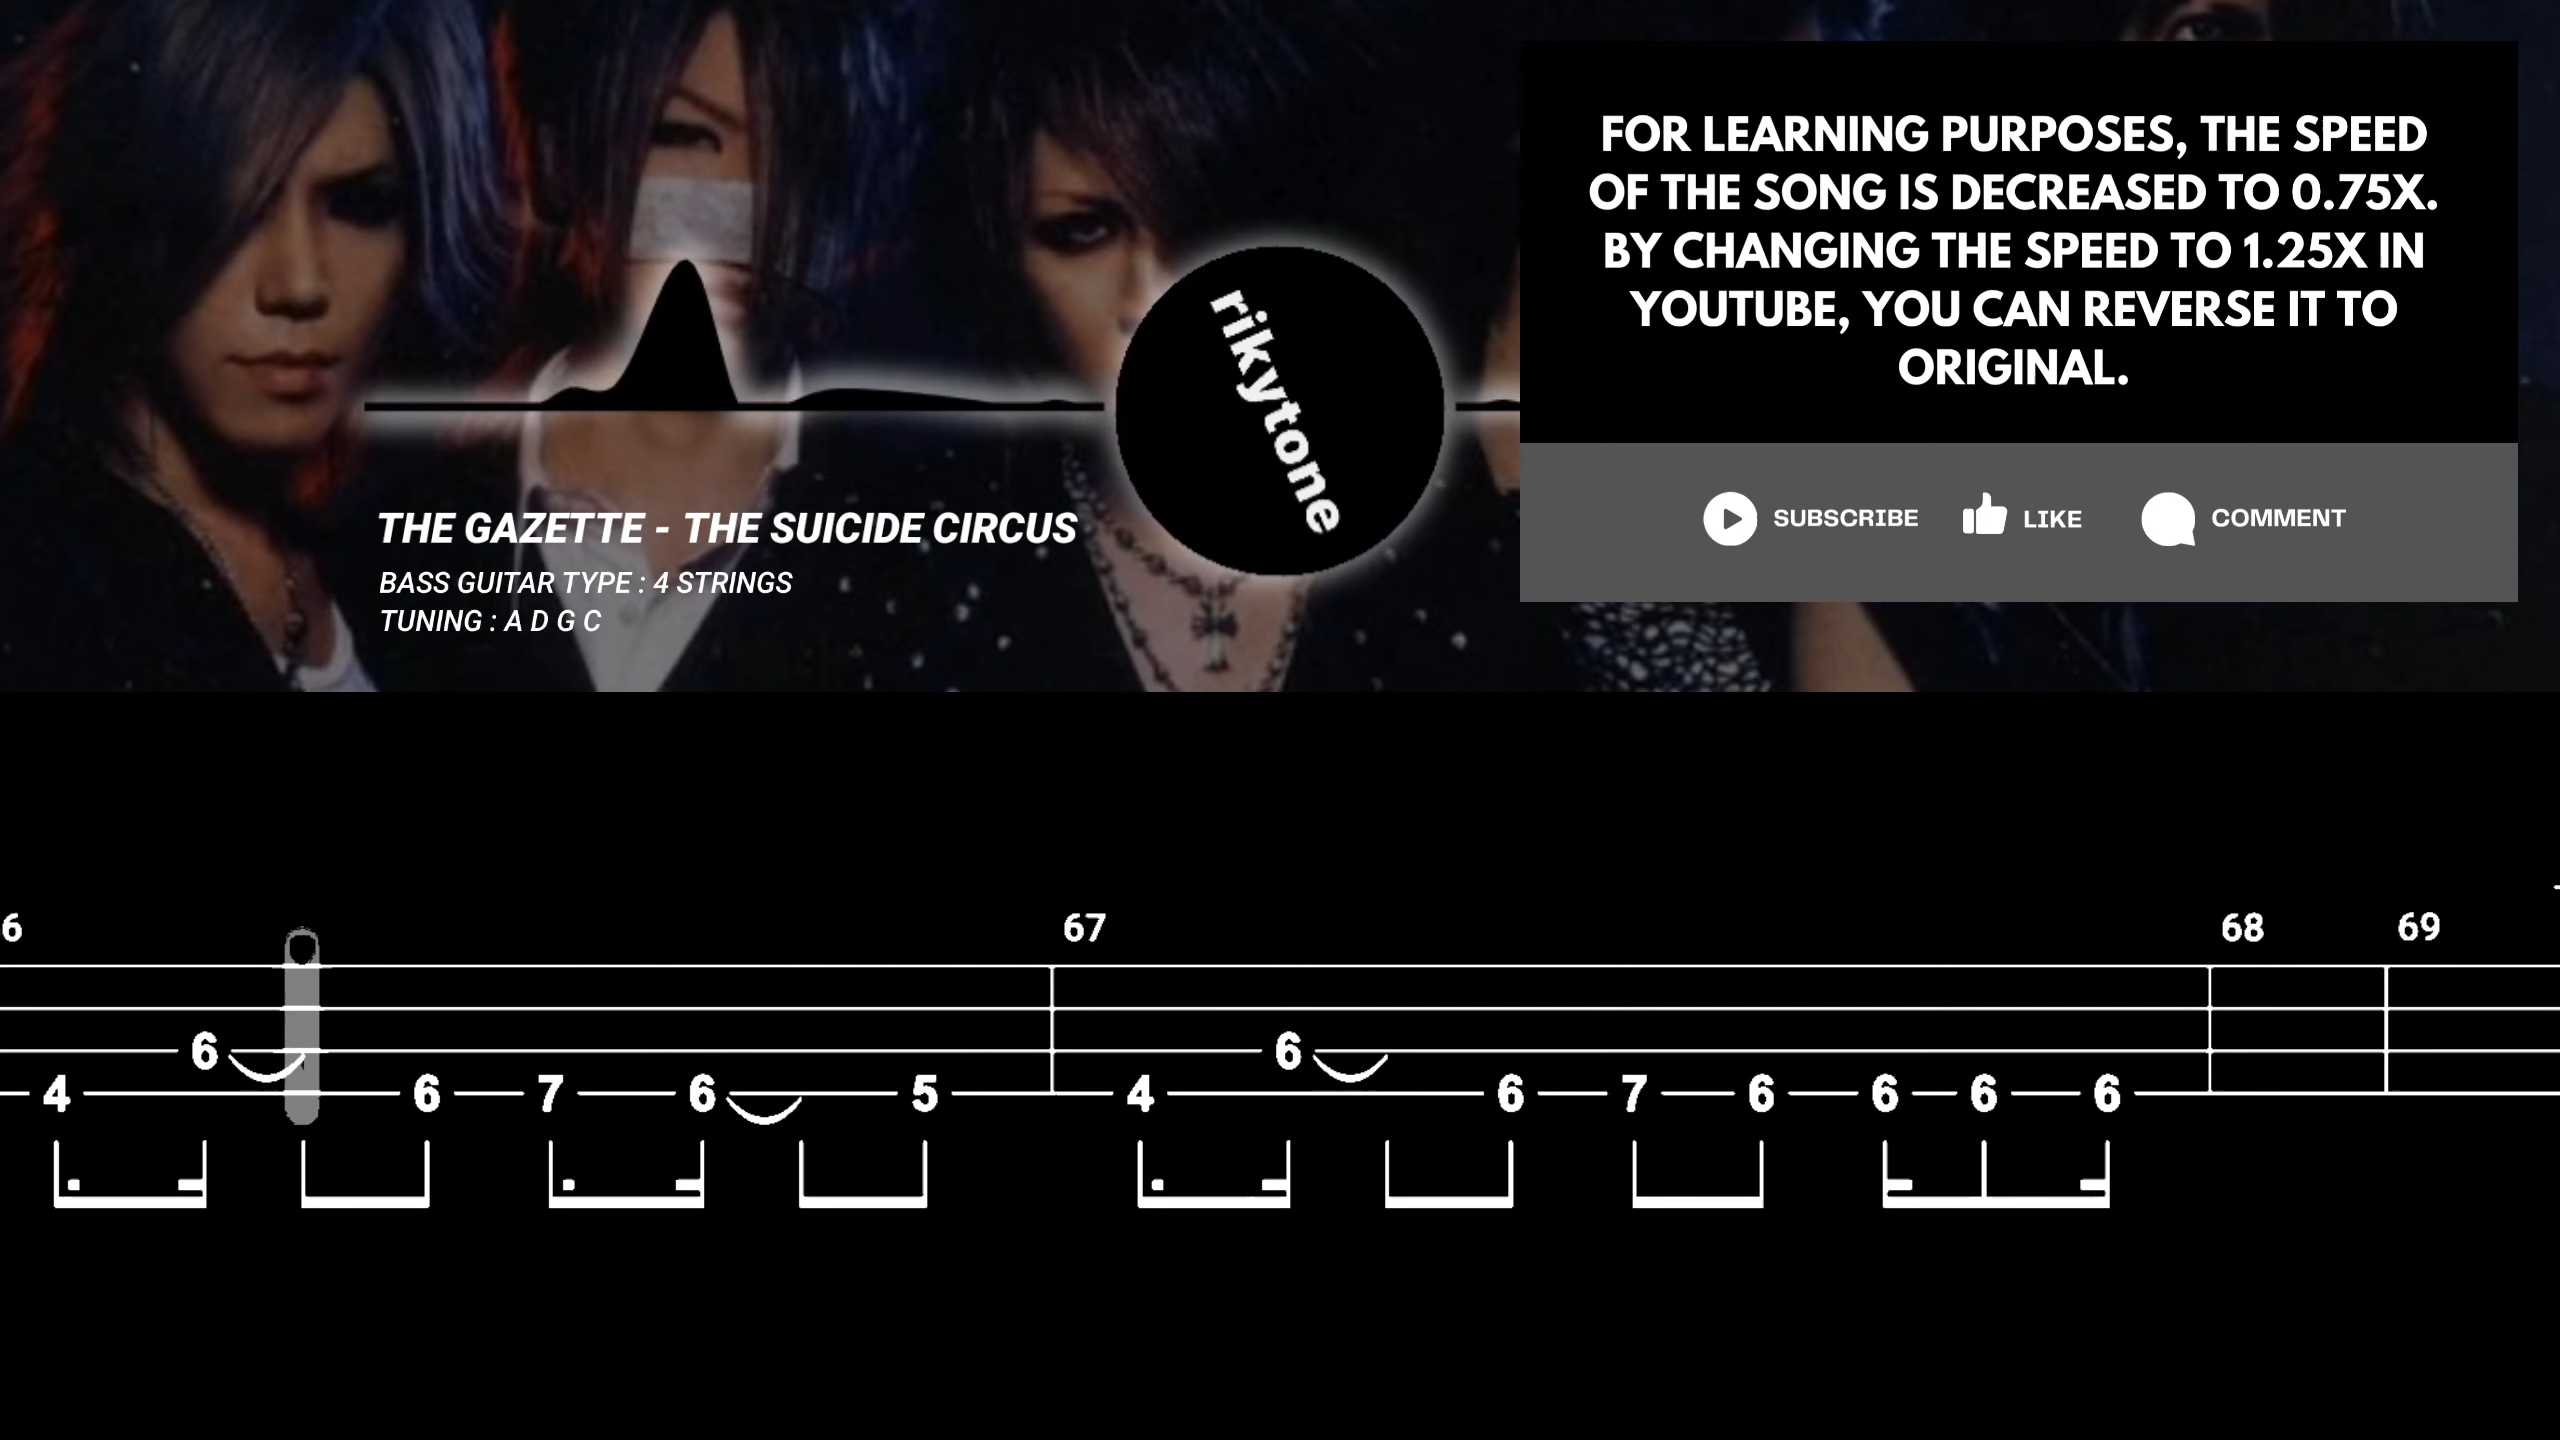 FOR LEARNING PURPOSES, THE SPEED
OF THE SONG IS DECREASED TO 0.75X.
BY CHANGING THE SPEED TO 1.25X IN
YOUTUBE, YOU CAN REVERSE IT TO
ORIGINAL.
rikytone
SUBSCRIBE LIKE COMMENT
THE GAZETTE - THE SUICIDE CIRCUS
BASS GUITAR TYPE : 4 STRINGS
TUNING : A D G C
6 67 68 69
6 6
4 6 7 6 5 4 6 7 6 6 6 6